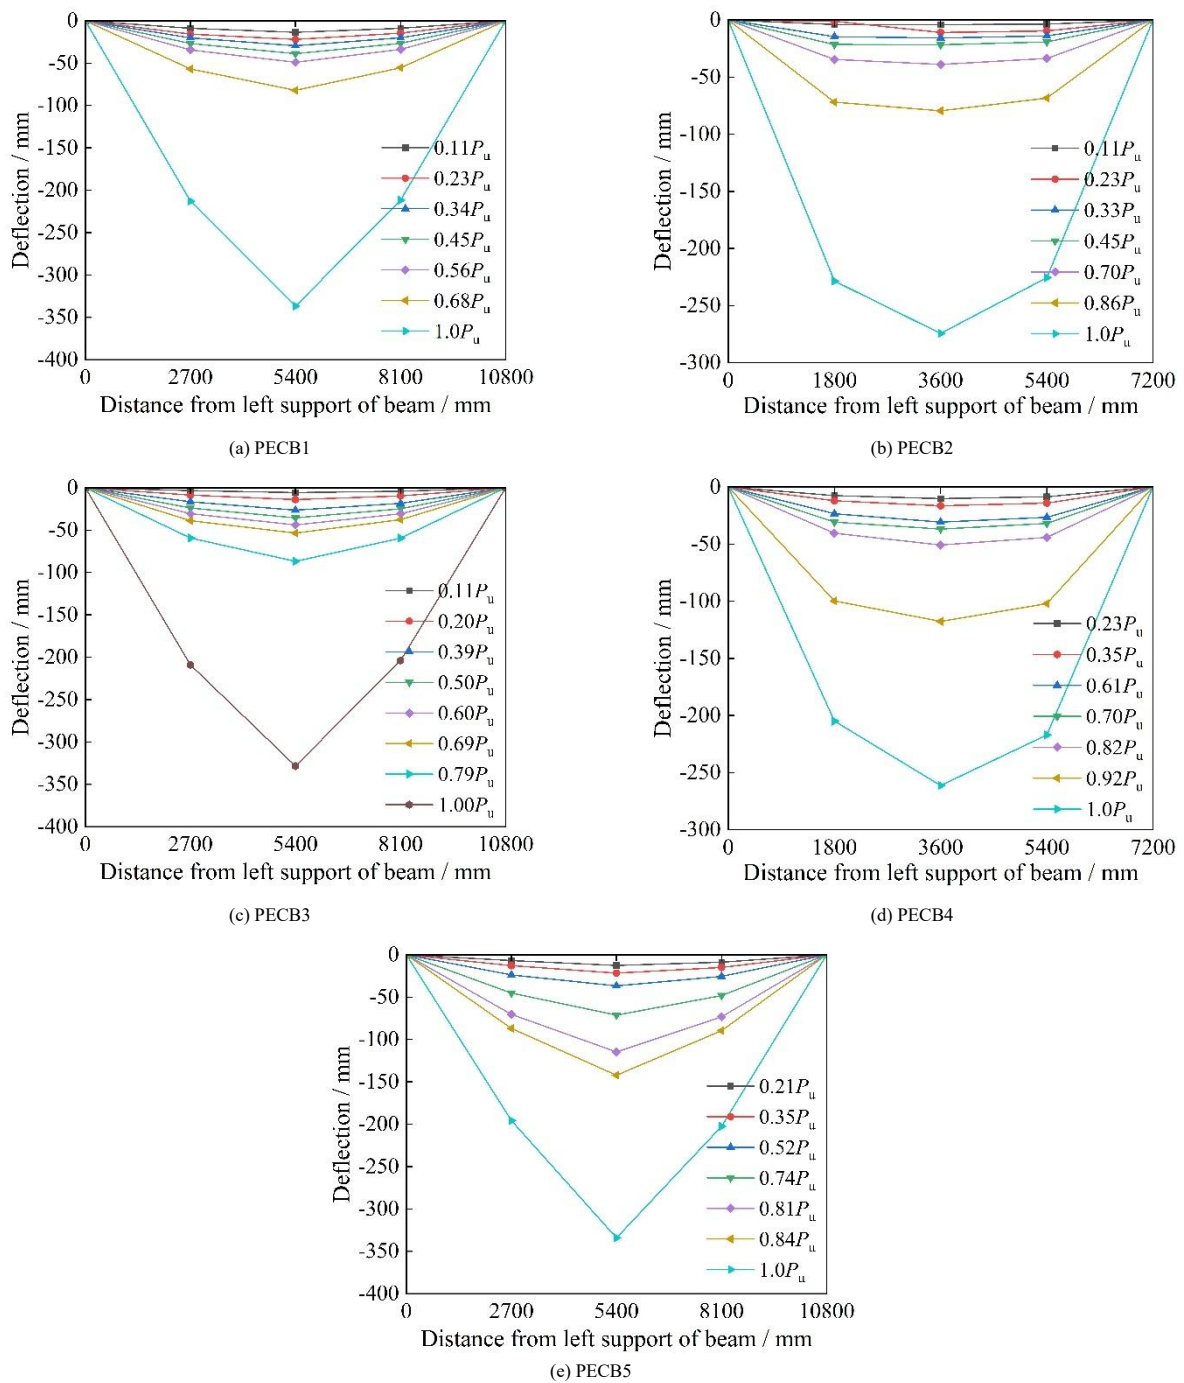 0
-50
-100
-150
-200
-250
-300
-350
-400
Deflection / mm
0.11Pu
0.23Pu
0.34Pu
0.45Pu
0.56Pu
0.68Pu
1.0Pu
0 2700 5400 8100 10800
Distance from left support of beam / mm
(a) PECB1
0
-50
-100
-150
-200
-250
-300
Deflection / mm
0.11Pu
0.23Pu
0.33Pu
0.45Pu
0.70Pu
0.86Pu
1.0Pu
0 1800 3600 5400 7200
Distance from left support of beam / mm
(b) PECB2
0
-50
-100
-150
-200
-250
-300
-350
-400
Deflection / mm
0.11Pu
0.20Pu
0.39Pu
0.50Pu
0.60Pu
0.69Pu
0.79Pu
1.00Pu
0 2700 5400 8100 10800
Distance from left support of beam / mm
(c) PECB3
0
-50
-100
-150
-200
-250
-300
Deflection / mm
0.23Pu
0.35Pu
0.61Pu
0.70Pu
0.82Pu
0.92Pu
1.0Pu
0 1800 3600 5400 7200
Distance from left support of beam / mm
(d) PECB4
0
-50
-100
-150
-200
-250
-300
-350
-400
Deflection / mm
0.21Pu
0.35Pu
0.52Pu
0.74Pu
0.81Pu
0.84Pu
1.0Pu
0 2700 5400 8100 10800
Distance from left support of beam / mm
(e) PECB5